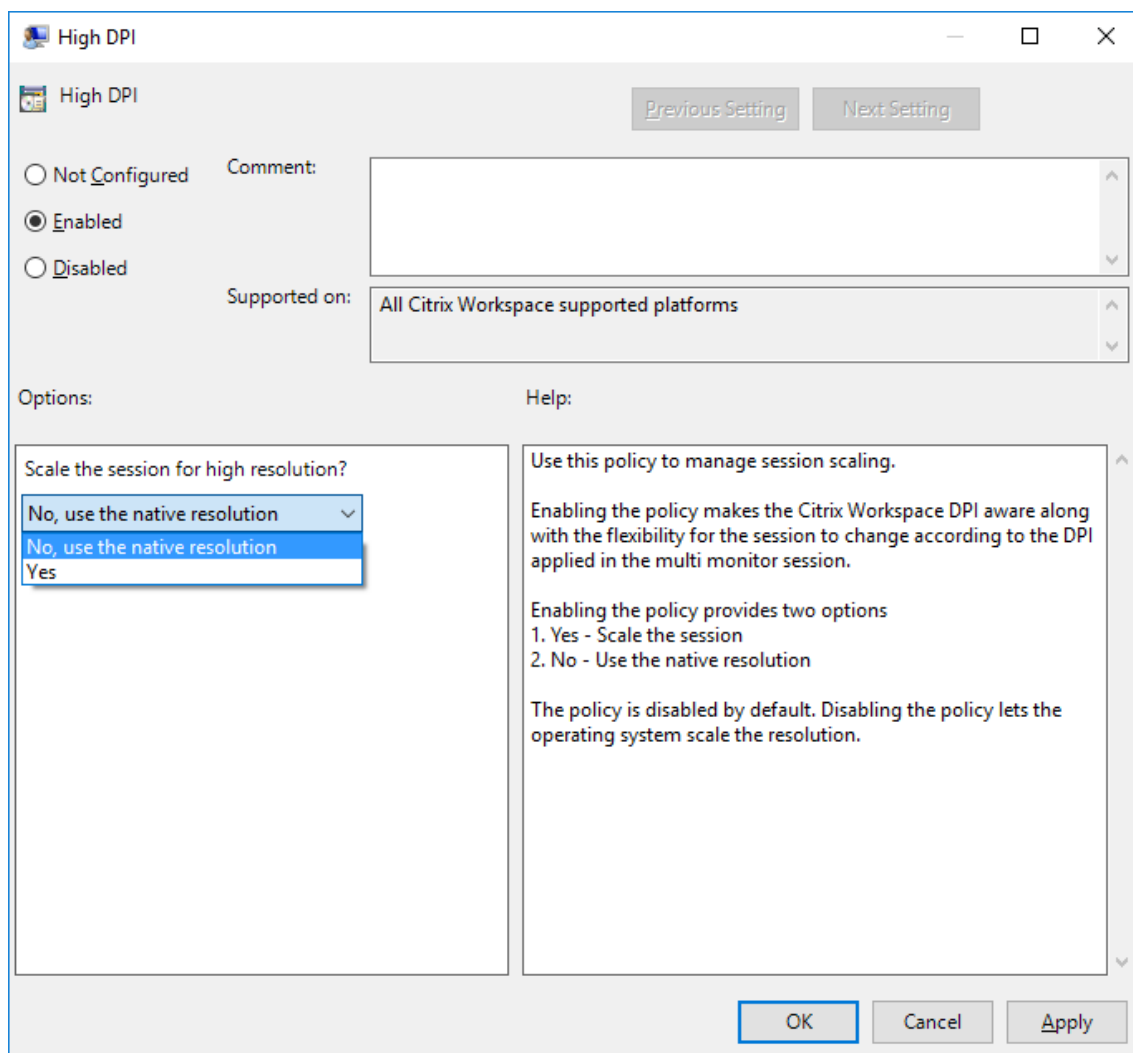 High DPI
High DPI
Previous Setting
Next Setting
Not Configured
Comment:
Enabled
Disabled
Supported on:
All Citrix Workspace supported platforms
Options:
Help:
Scale the session for high resolution?
No, use the native resolution
No, use the native resolution
Yes
Use this policy to manage session scaling.
Enabling the policy makes the Citrix Workspace DPI aware along
with the flexibility for the session to change according to the DPI
applied in the multi monitor session.
Enabling the policy provides two options
1. Yes - Scale the session
2. No - Use the native resolution
The policy is disabled by default. Disabling the policy lets the
operating system scale the resolution.
OK
Cancel
Apply